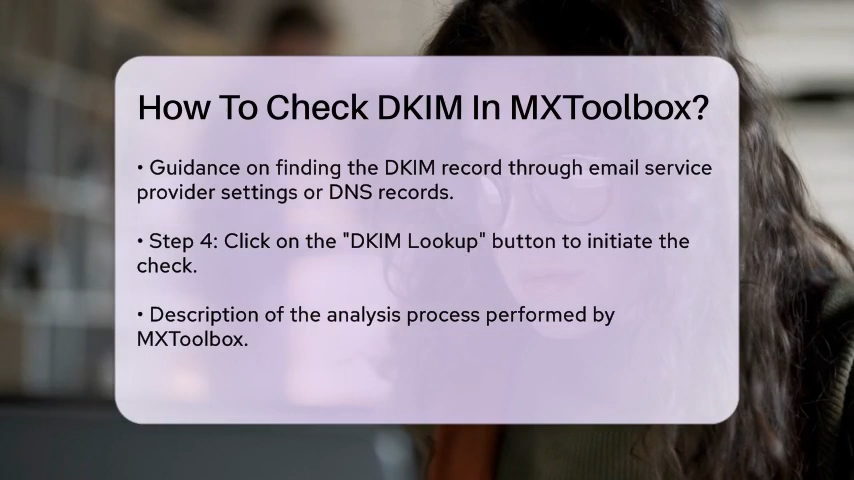 How To Check DKIM In MXToolbox?
• Guidance on finding the DKIM record through email service
provider settings or DNS records.
• Step 4: Click on the "DKIM Lookup" button to initiate the
check.
• Description of the analysis process performed by
MXToolbox.